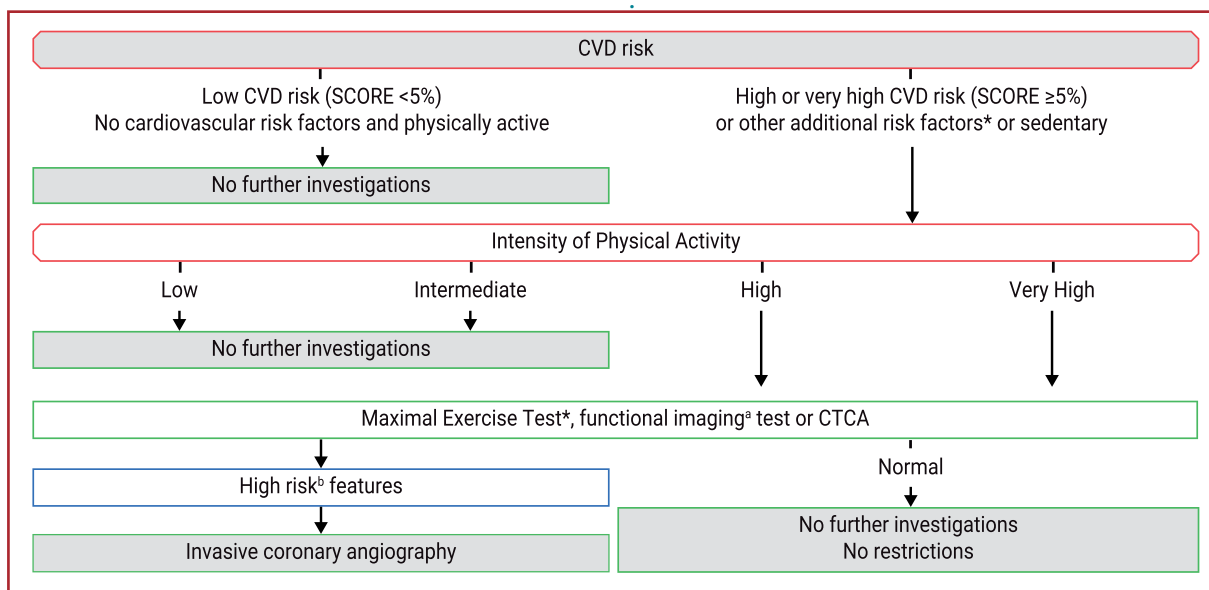 CVD risk
Low CVD risk (SCORE <5%)
No cardiovascular risk factors and physically active
High or very high CVD risk (SCORE ≥5%)
or other additional risk factors* or sedentary
No further investigations
Intensity of Physical Activity
Low
Intermediate
High
Very High
No further investigations
Maximal Exercise Test*, functional imagingᵃ test or CTCA
High riskᵇ features
Invasive coronary angiography
Normal
No further investigations
No restrictions